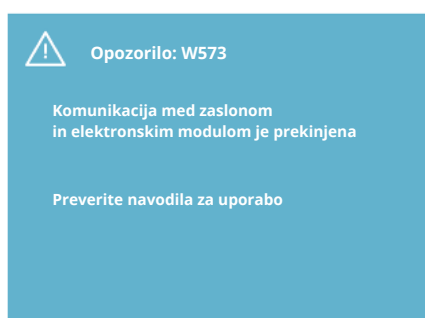 Opozorilo: W573
Komunikacija med zaslonom
in elektronskim modulom je prekinjena
Preverite navodila za uporabo